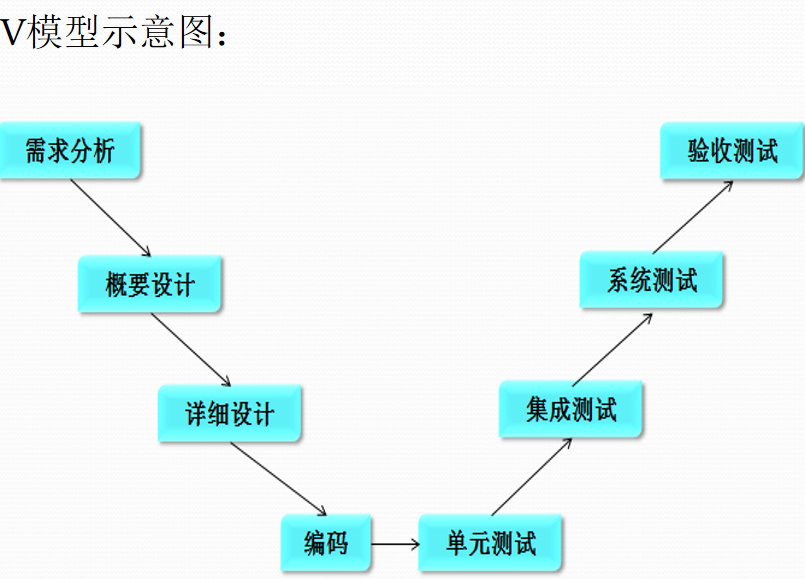 V模型示意图：
需求分析
验收测试
概要设计
系统测试
详细设计
集成测试
编码
单元测试